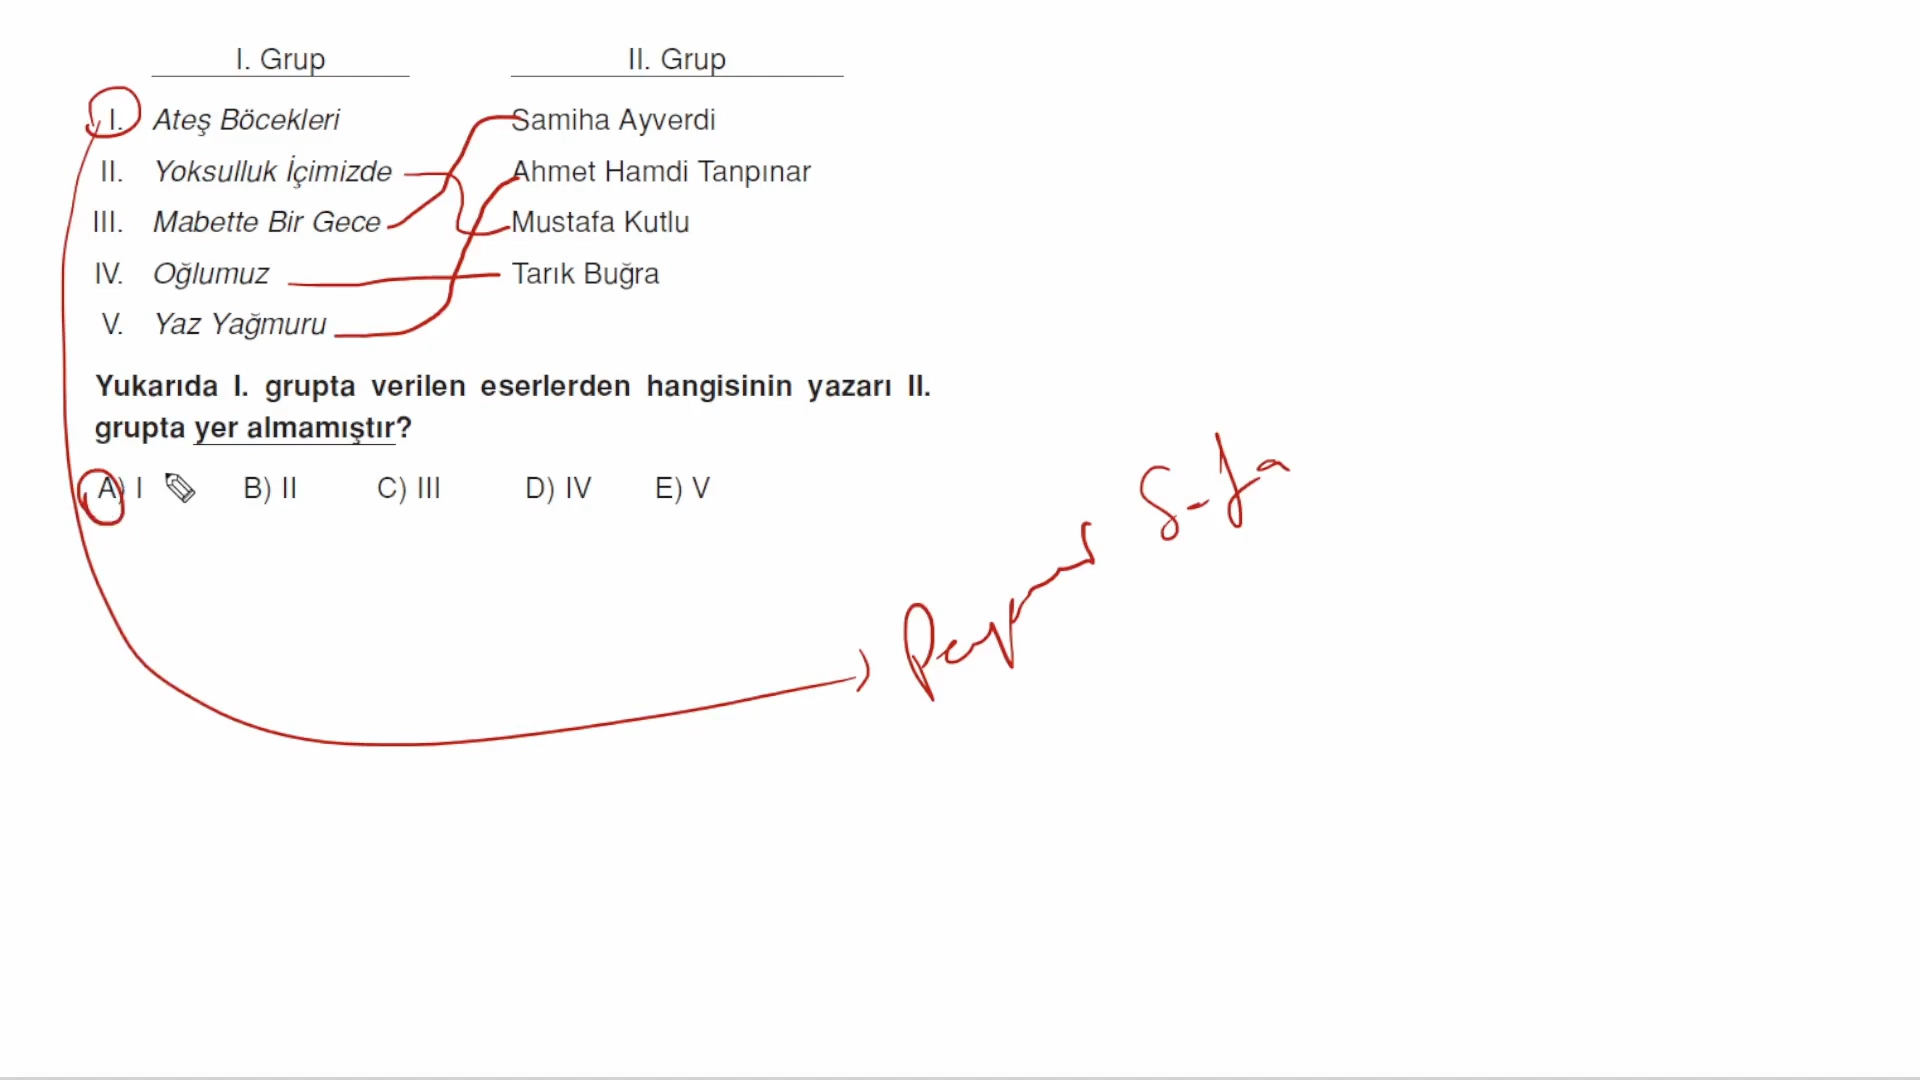 I. Grup II. Grup
I. Ateş Böcekleri Samiha Ayverdi
II. Yoksulluk İçimizde Ahmet Hamdi Tanpınar
III. Mabette Bir Gece Mustafa Kutlu
IV. Oğlumuz Tarık Buğra
V. Yaz Yağmuru
Yukarıda I. grupta verilen eserlerden hangisinin yazarı II.
grupta yer almamıştır?
A) I B) II C) III D) IV E) V
Peyami Safa